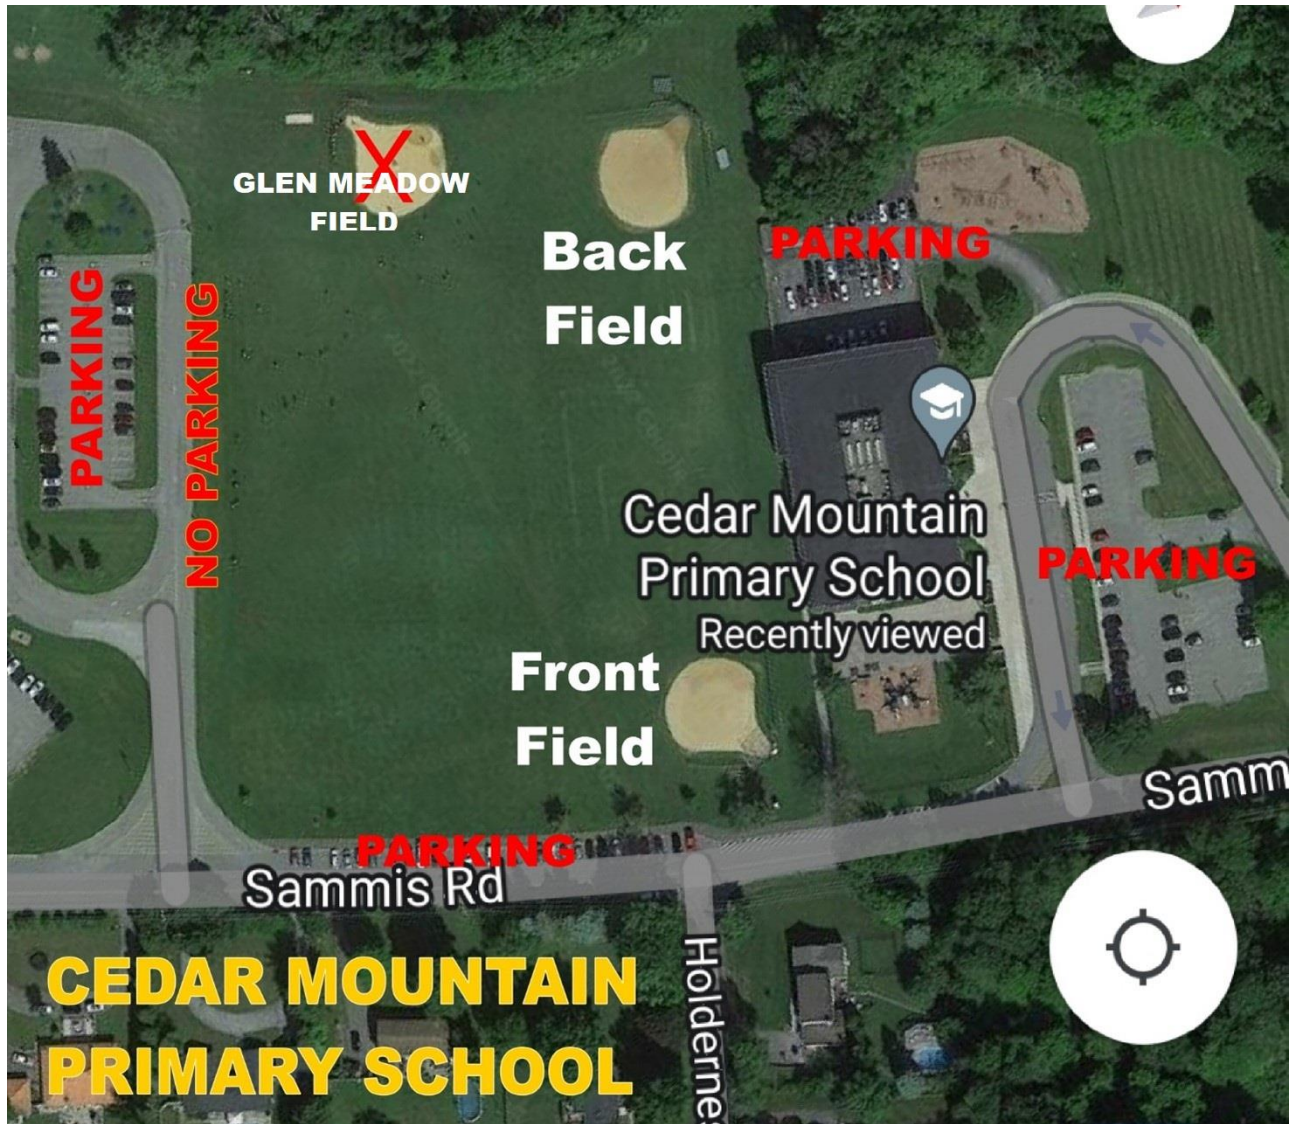 GLEN MEADOW
FIELD
X
Back
Field
PARKING
PARKING
NO PARKING
Cedar Mountain
Primary School
Recently viewed
PARKING
Front
Field
Samm
PARKING
Sammis Rd
Holdernes
CEDAR MOUNTAIN
PRIMARY SCHOOL